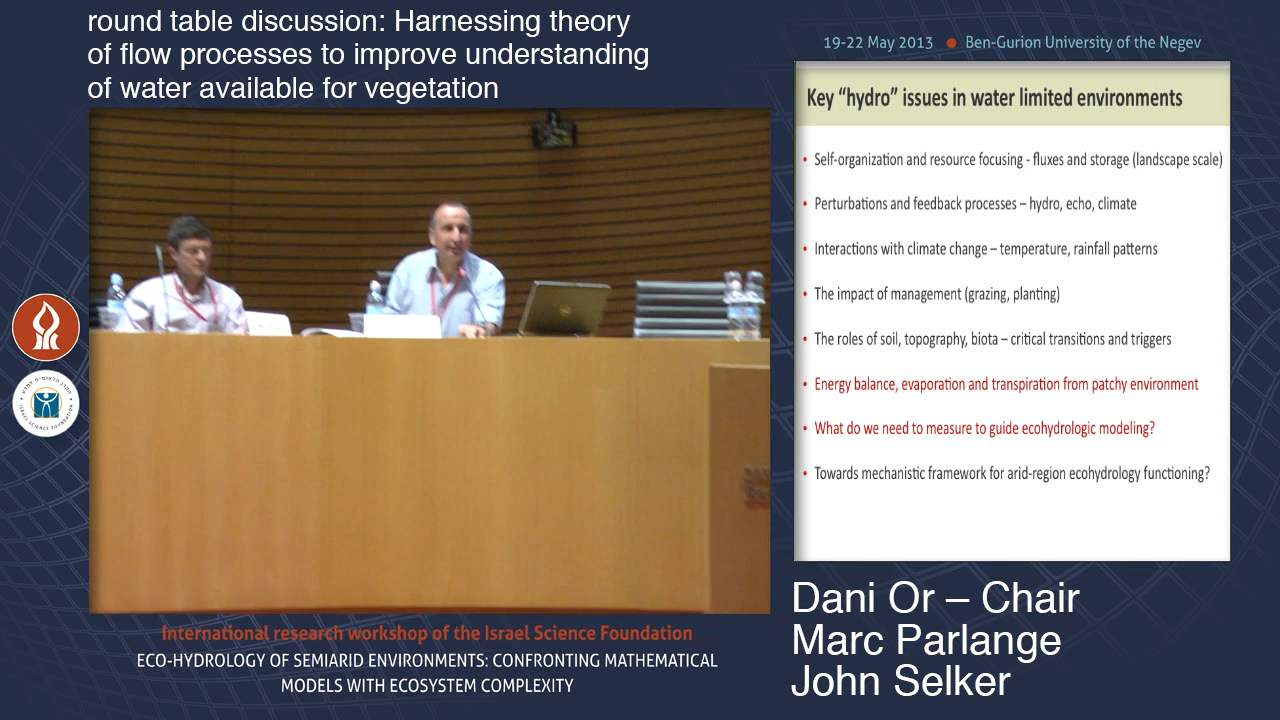 round table discussion: Harnessing theory
of flow processes to improve understanding
of water available for vegetation
19-22 May 2013 ● Ben-Gurion University of the Negev
Key “hydro” issues in water limited environments
• Self-organization and resource focusing - fluxes and storage (landscape scale)
• Perturbations and feedback processes – hydro, echo, climate
• Interactions with climate change – temperature, rainfall patterns
• The impact of management (grazing, planting)
• The roles of soil, topography, biota – critical transitions and triggers
• Energy balance, evaporation and transpiration from patchy environment
• What do we need to measure to guide ecohydrologic modeling?
• Towards mechanistic framework for arid-region ecohydrology functioning?
Dani Or – Chair
Marc Parlange
John Selker
International research workshop of the Israel Science Foundation
ECO-HYDROLOGY OF SEMIARID ENVIRONMENTS: CONFRONTING MATHEMATICAL
MODELS WITH ECOSYSTEM COMPLEXITY
הקרן הלאומית למדע
ISRAEL SCIENCE FOUNDATION